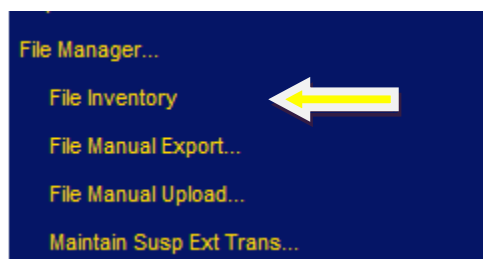 File Manager...
File Inventory
File Manual Export...
File Manual Upload...
Maintain Susp Ext Trans...